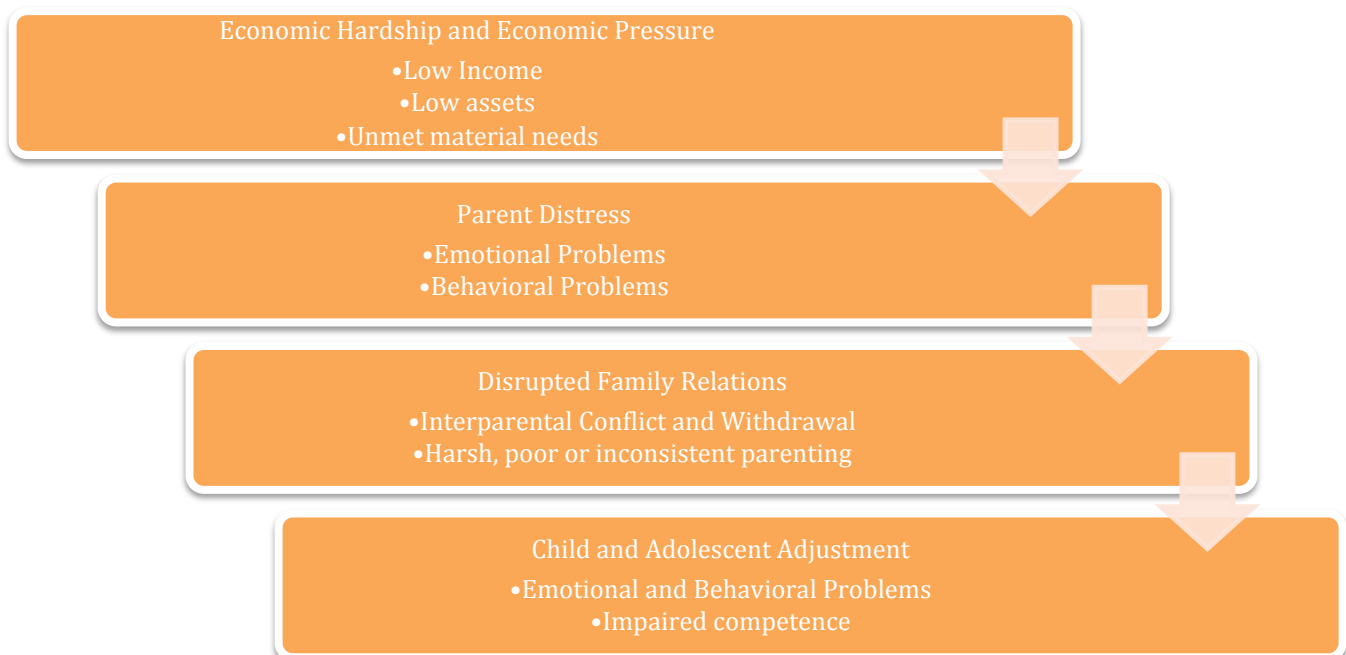 Economic Hardship and Economic Pressure
•Low Income
•Low assets
•Unmet material needs
Parent Distress
•Emotional Problems
•Behavioral Problems
Disrupted Family Relations
•Interparental Conflict and Withdrawal
•Harsh, poor or inconsistent parenting
Child and Adolescent Adjustment
•Emotional and Behavioral Problems
•Impaired competence